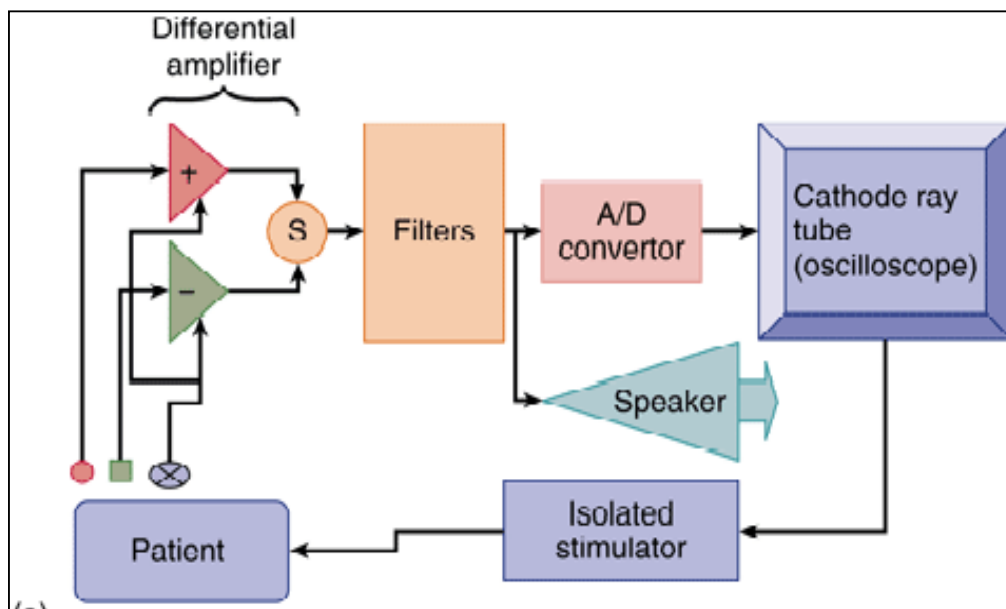 Differential
amplifier
+
S
Filters
A/D
convertor
Cathode ray
tube
(oscilloscope)
−
Speaker
Isolated
stimulator
Patient